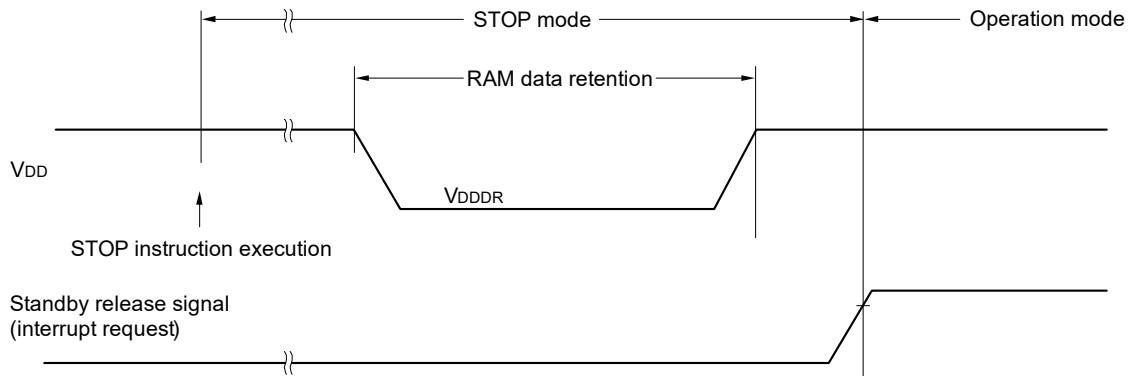 STOP mode
Operation mode
RAM data retention
VDD
VDDDR
STOP instruction execution
Standby release signal
(interrupt request)